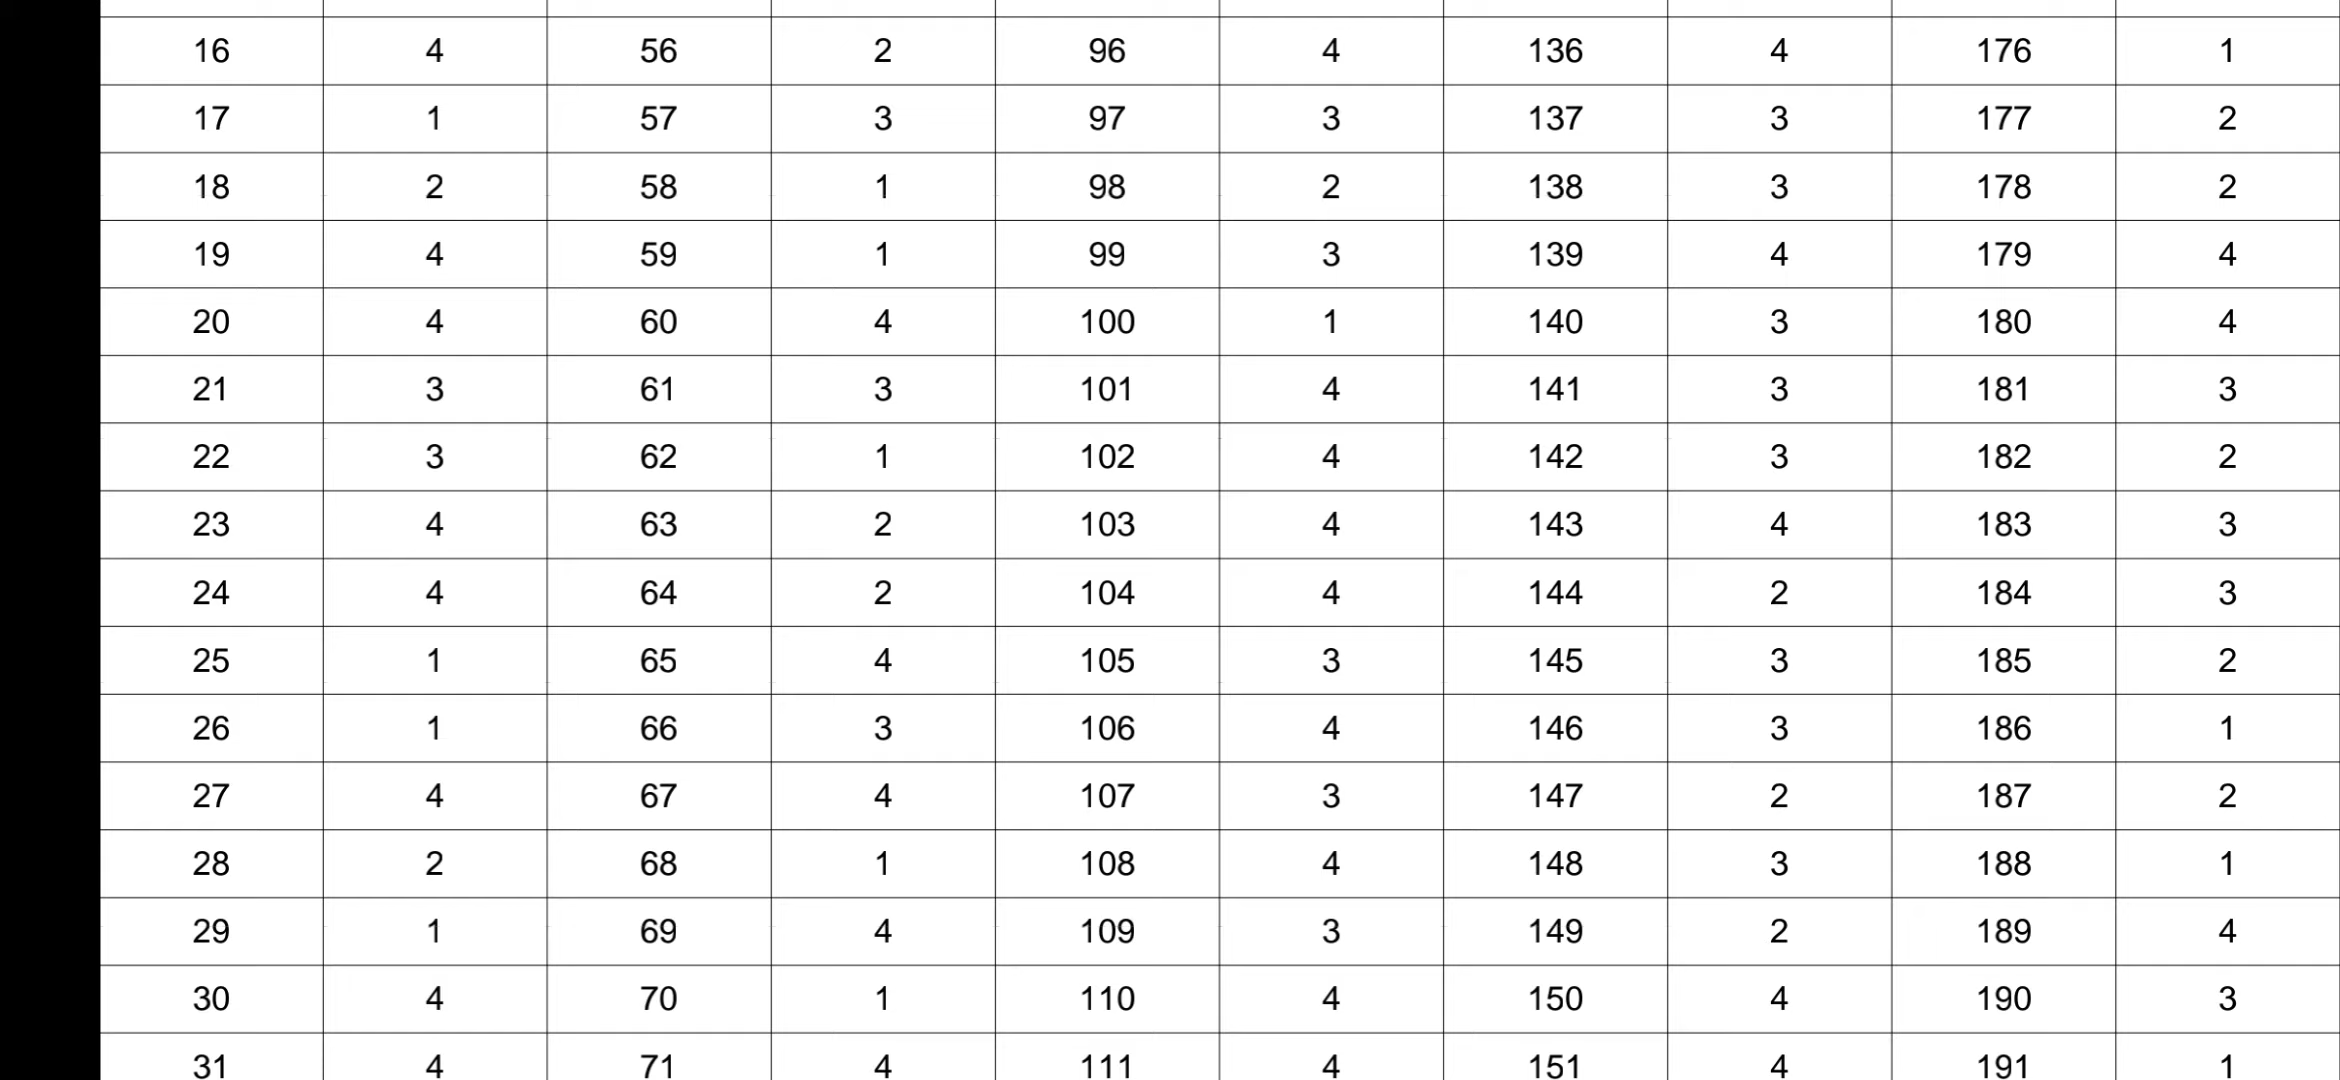 16 4 56 2 96 4 136 4 176 1
17 1 57 3 97 3 137 3 177 2
18 2 58 1 98 2 138 3 178 2
19 4 59 1 99 3 139 4 179 4
20 4 60 4 100 1 140 3 180 4
21 3 61 3 101 4 141 3 181 3
22 3 62 1 102 4 142 3 182 2
23 4 63 2 103 4 143 4 183 3
24 4 64 2 104 4 144 2 184 3
25 1 65 4 105 3 145 3 185 2
26 1 66 3 106 4 146 3 186 1
27 4 67 4 107 3 147 2 187 2
28 2 68 1 108 4 148 3 188 1
29 1 69 4 109 3 149 2 189 4
30 4 70 1 110 4 150 4 190 3
31 4 71 4 111 4 151 4 191 1